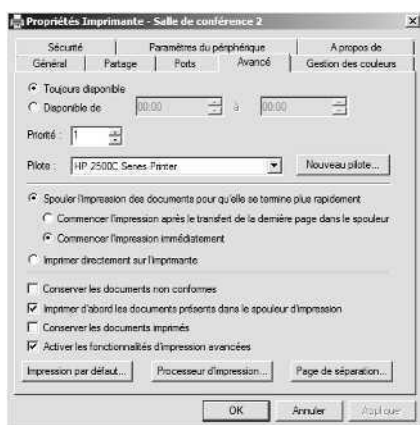 Propriétés Imprimante - Salle de conférence 2
Sécurité Paramètres du périphérique A propos de
Général Partage Ports Avancé Gestion des couleurs
Toujours disponible
Disponible de 00:00 à 00:00
Priorité : 1
Pilote : HP 2500C Series Printer Nouveau pilote...
Spouler l'impression des documents pour qu'elle se termine plus rapidement
Commencer l'impression après le transfert de la dernière page dans le spouleur
Commencer l'impression immédiatement
Imprimer directement sur l'imprimante
Conserver les documents non conformes
Imprimer d'abord les documents présents dans le spouleur d'impression
Conserver les documents imprimés
Activer les fonctionnalités d'impression avancées
Impression par défaut... Processeur d'impression... Page de séparation...
OK Annuler Appliquer